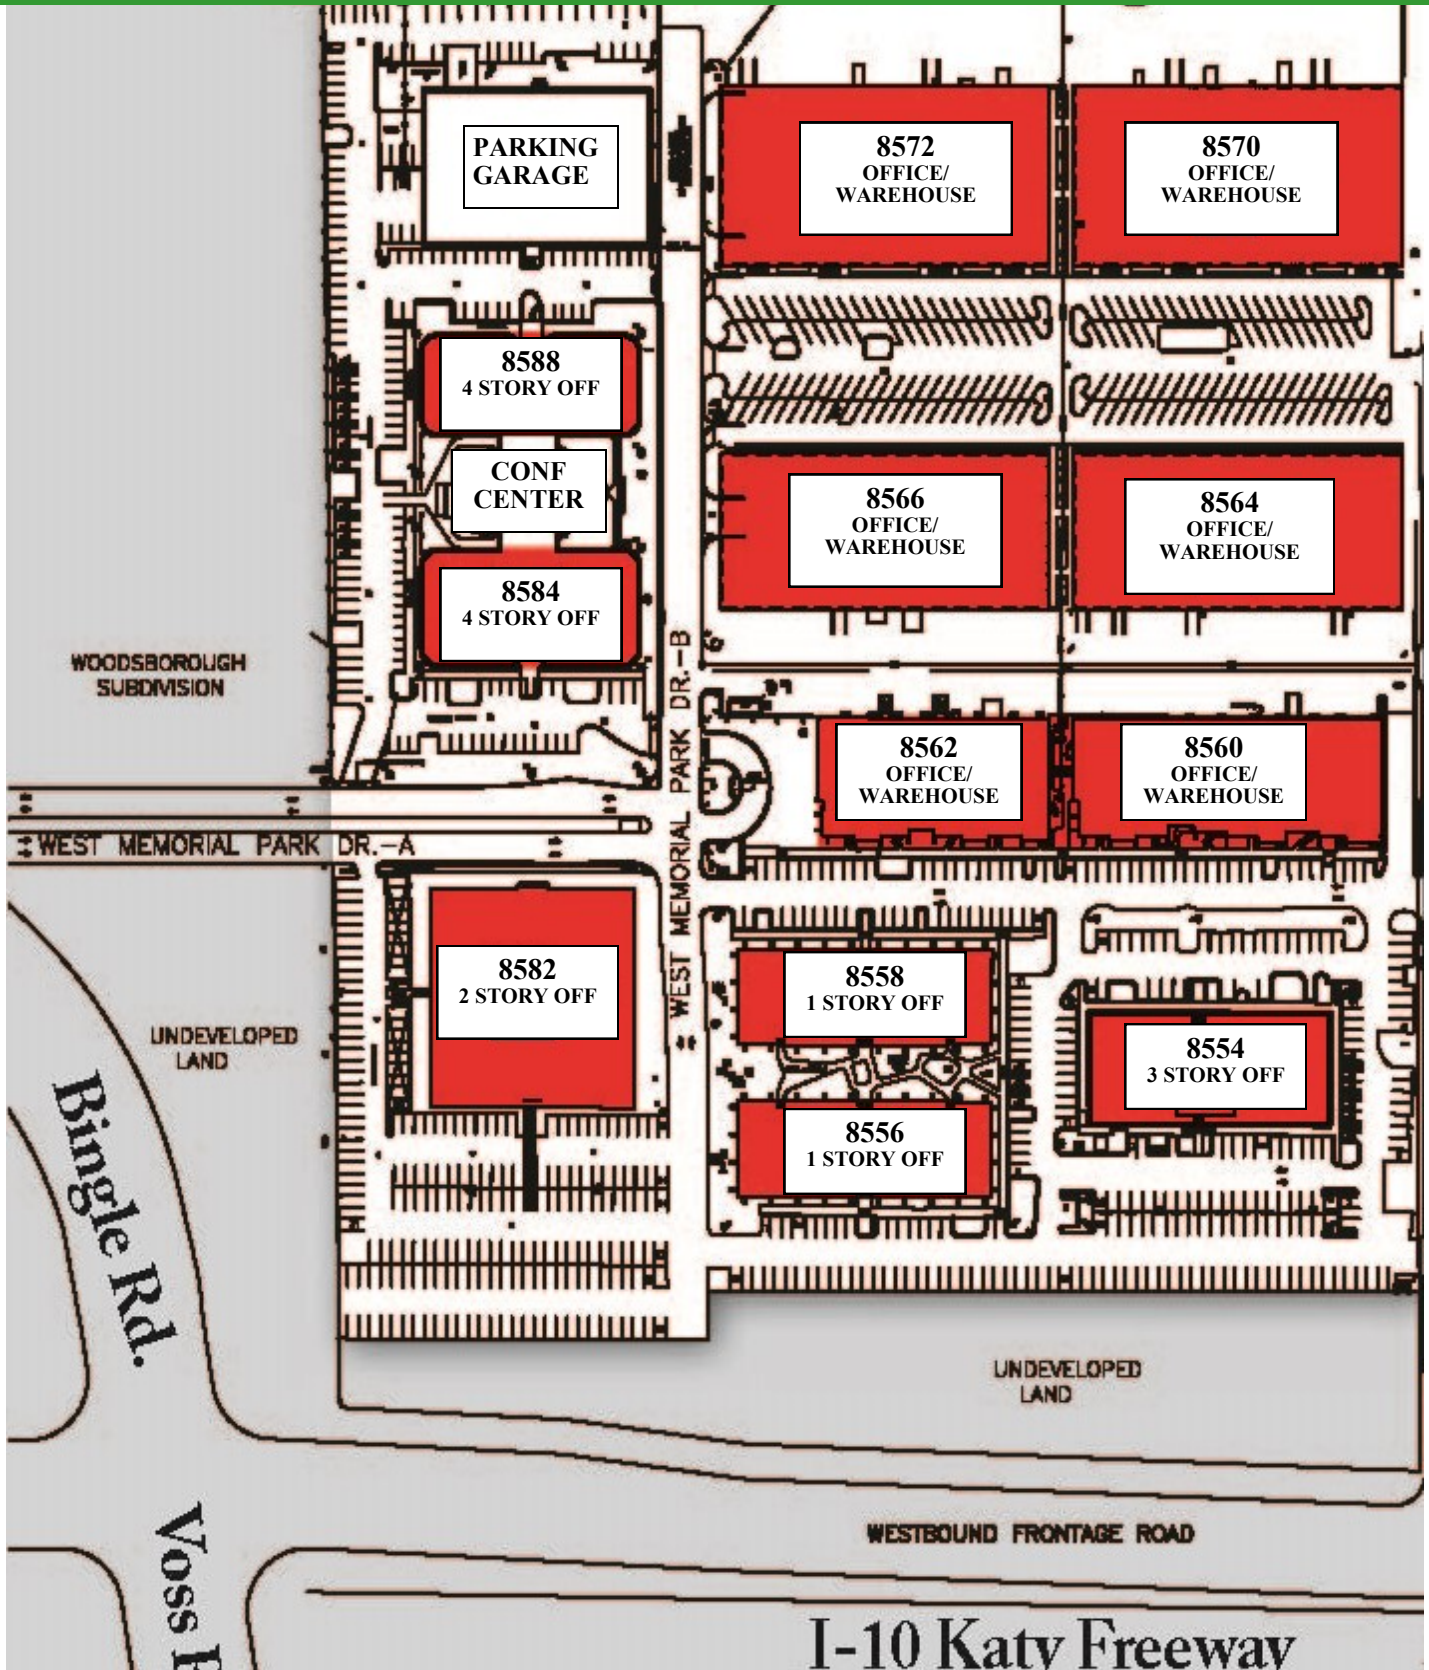 PARKING
GARAGE
8572
OFFICE/
WAREHOUSE
8570
OFFICE/
WAREHOUSE
8588
4 STORY OFF
CONF
CENTER
8566
OFFICE/
WAREHOUSE
8564
OFFICE/
WAREHOUSE
8584
4 STORY OFF
WOODSBOROUGH
SUBDIVISION
WEST MEMORIAL PARK DR.-B
8562
OFFICE/
WAREHOUSE
8560
OFFICE/
WAREHOUSE
WEST MEMORIAL PARK DR.-A
8582
2 STORY OFF
8558
1 STORY OFF
UNDEVELOPED
LAND
8554
3 STORY OFF
Bingle Rd.
8556
1 STORY OFF
UNDEVELOPED
LAND
WESTBOUND FRONTAGE ROAD
Voss
I-10 Katy Freeway